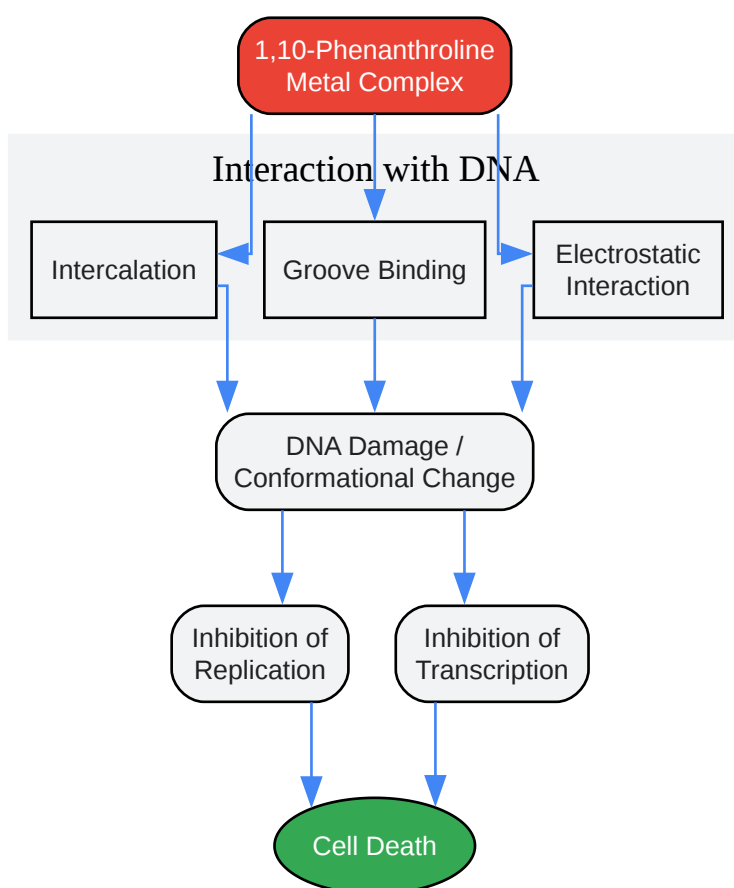 1,10-Phenanthroline
Metal Complex
Interaction with DNA
Intercalation
Groove Binding
Electrostatic
Interaction
DNA Damage /
Conformational Change
Inhibition of
Replication
Inhibition of
Transcription
Cell Death